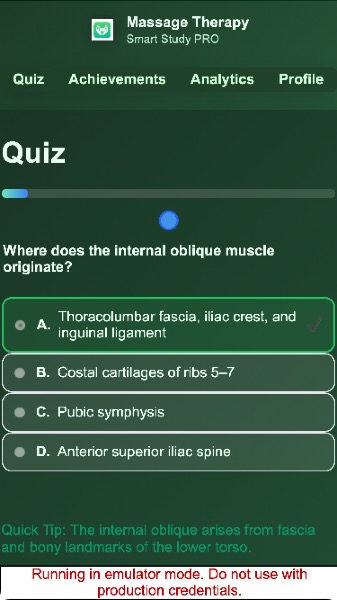 Massage Therapy
Smart Study PRO
Quiz Achievements Analytics Profile
Quiz
Where does the internal oblique muscle
originate?
A. Thoracolumbar fascia, iliac crest, and
inguinal ligament
B. Costal cartilages of ribs 5–7
C. Pubic symphysis
D. Anterior superior iliac spine
Quick Tip: The internal oblique arises from fascia
and bony landmarks of the lower torso.
Running in emulator mode. Do not use with
production credentials.